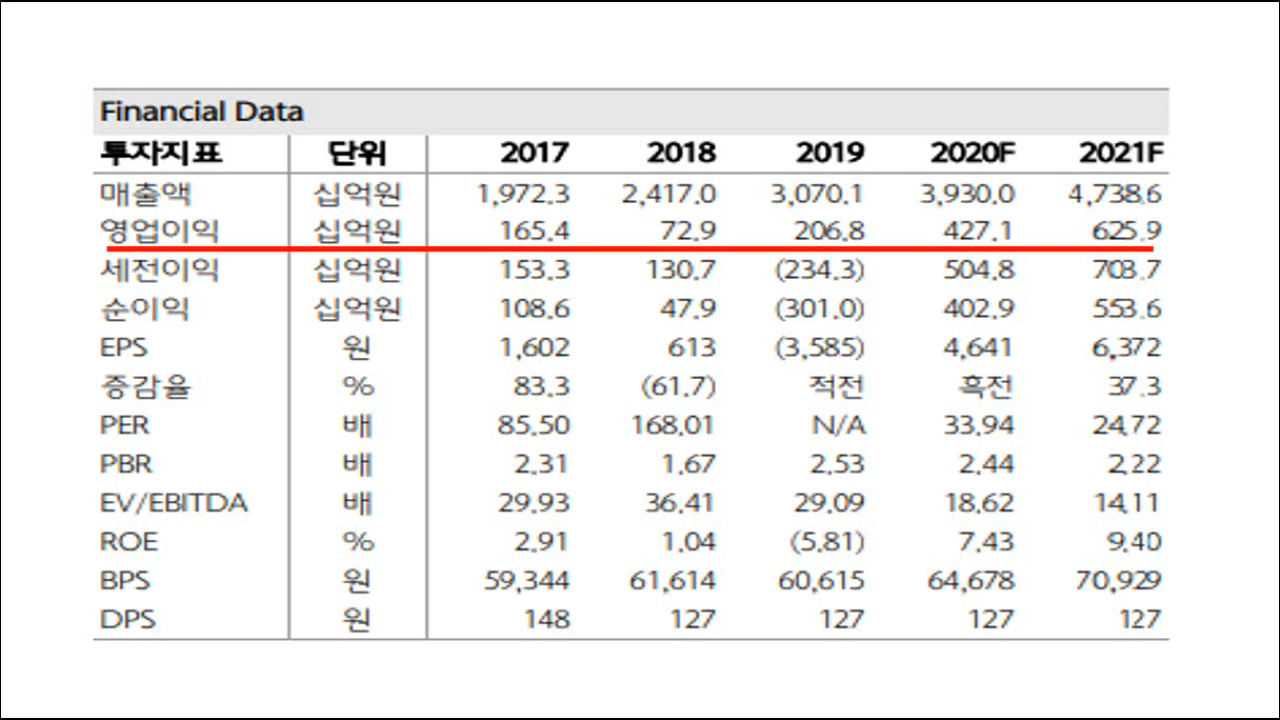 Financial Data
투자지표 단위 2017 2018 2019 2020F 2021F
매출액 십억원 1,972.3 2,417.0 3,070.1 3,930.0 4,738.6
영업이익 십억원 165.4 72.9 206.8 427.1 625.9
세전이익 십억원 153.3 130.7 (234.3) 504.8 703.7
순이익 십억원 108.6 47.9 (301.0) 402.9 553.6
EPS 원 1,602 613 (3,585) 4,641 6,372
증감율 % 83.3 (61.7) 적전 흑전 37.3
PER 배 85.50 168.01 N/A 33.94 24.72
PBR 배 2.31 1.67 2.53 2.44 2.22
EV/EBITDA 배 29.93 36.41 29.09 18.62 14.11
ROE % 2.91 1.04 (5.81) 7.43 9.40
BPS 원 59,344 61,614 60,615 64,678 70,929
DPS 원 148 127 127 127 127